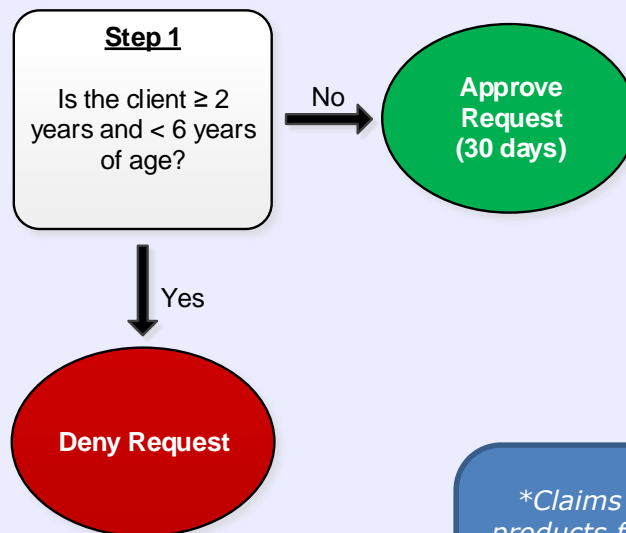 Step 1
Is the client ≥ 2
years and < 6 years
of age?
No
Approve
Request
(30 days)
Yes
Deny Request
*Claims
products f